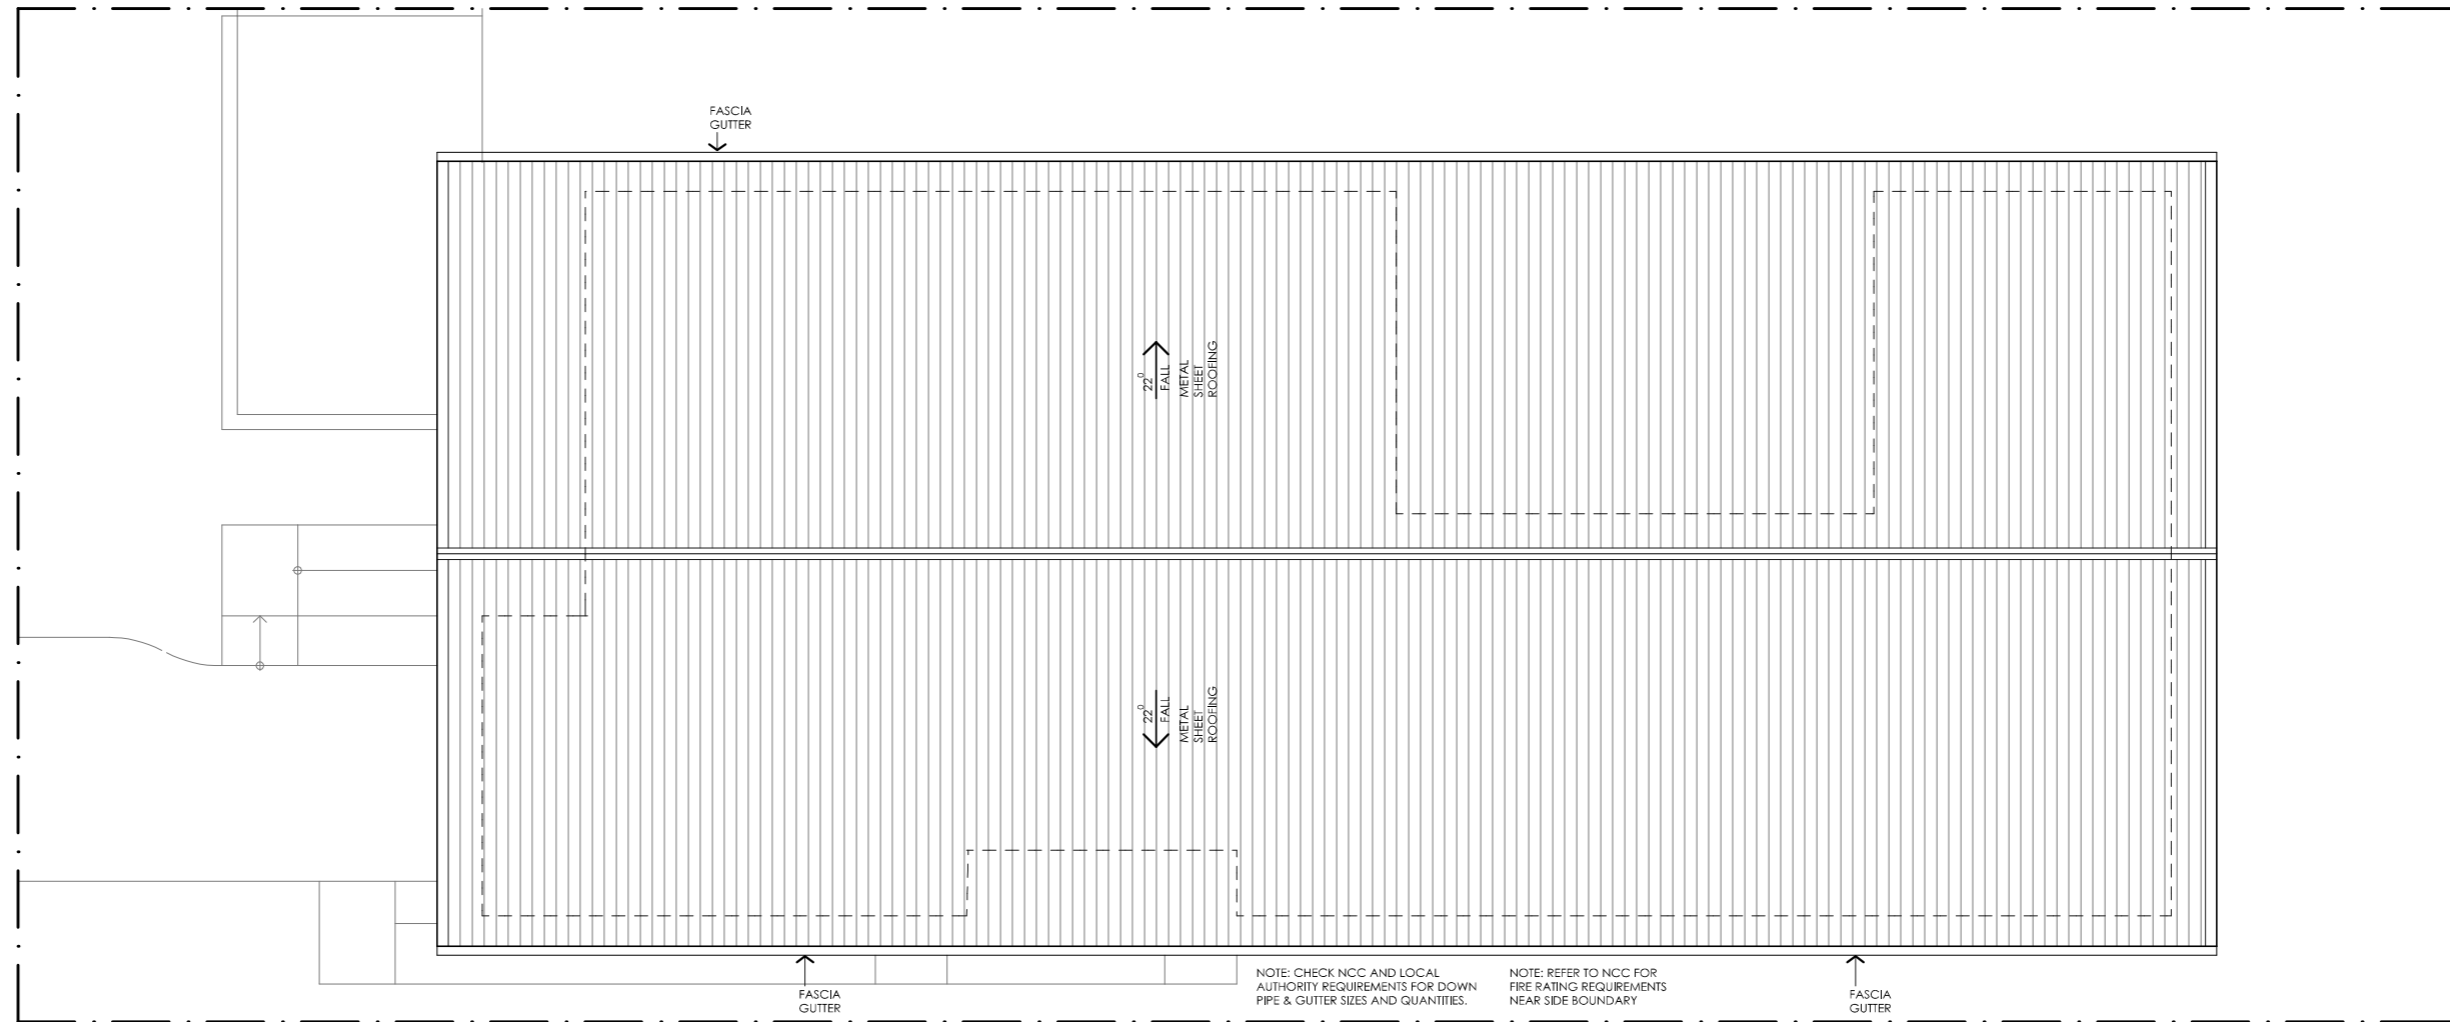 FASCIA
GUTTER
22⁰
FALL
METAL
SHEET
ROOFING
22⁰
FALL
METAL
SHEET
ROOFING
FASCIA
GUTTER
NOTE: CHECK NCC AND LOCAL
AUTHORITY REQUIREMENTS FOR DOWN
PIPE & GUTTER SIZES AND QUANTITIES.
NOTE: REFER TO NCC FOR
FIRE RATING REQUIREMENTS
NEAR SIDE BOUNDARY
FASCIA
GUTTER